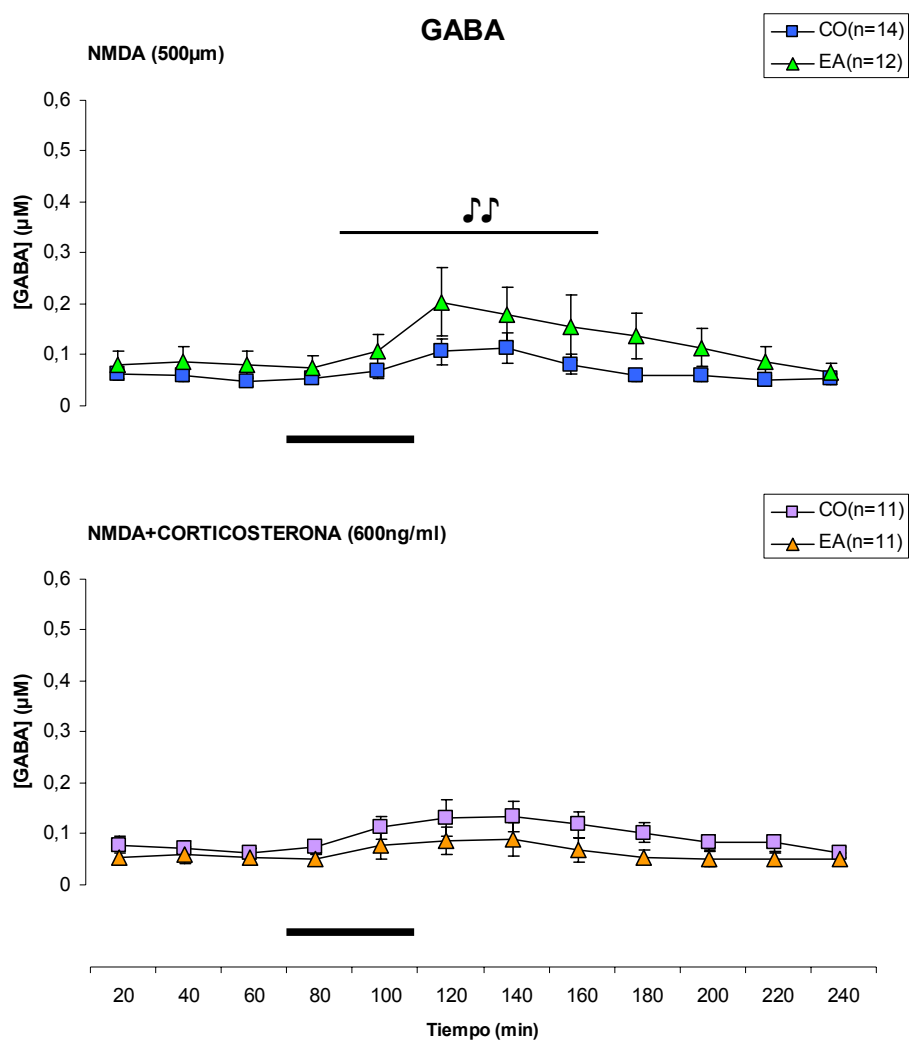 GABA
NMDA (500µm)
CO(n=14)
EA(n=12)
0,6
0,5
0,4
0,3
0,2
0,1
0
[GABA] (µM)
♪♪
NMDA+CORTICOSTERONA (600ng/ml)
CO(n=11)
EA(n=11)
0,6
0,5
0,4
0,3
0,2
0,1
0
[GABA] (µM)
20 40 60 80 100 120 140 160 180 200 220 240
Tiempo (min)